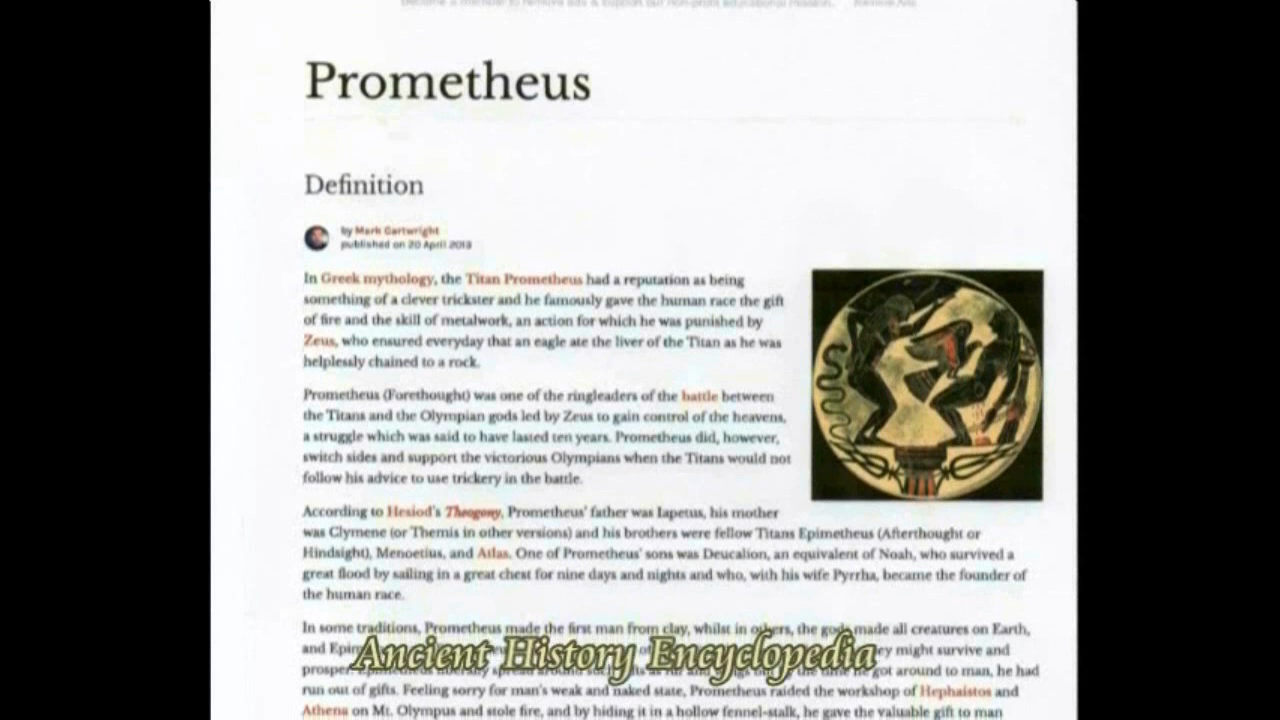 Prometheus
Definition
by Mark Cartwright
published on 20 April 2013
In Greek mythology, the Titan Prometheus had a reputation as being
something of a clever trickster and he famously gave the human race the gift
of fire and the skill of metalwork, an action for which he was punished by
Zeus, who ensured everyday that an eagle ate the liver of the Titan as he was
helplessly chained to a rock.
Prometheus (Forethought) was one of the ringleaders of the battle between
the Titans and the Olympian gods led by Zeus to gain control of the heavens,
a struggle which was said to have lasted ten years. Prometheus did, however,
switch sides and support the victorious Olympians when the Titans would not
follow his advice to use trickery in the battle.
According to Hesiod's Theogony, Prometheus' father was Iapetus, his mother
was Clymene (or Themis in other versions) and his brothers were fellow Titans Epimetheus (Afterthought or
Hindsight), Menoetius, and Atlas. One of Prometheus' sons was Deucalion, an equivalent of Noah, who survived a
great flood by sailing in a great chest for nine days and nights and who, with his wife Pyrrha, became the founder of
the human race.
In some traditions, Prometheus made the first man from clay, whilst in others, the gods made all creatures on Earth,
and might survive and
Ancient History Encyclopedia
prosper. got around to man, he had
run out of gifts. Feeling sorry for man's weak and naked state, Prometheus raided the workshop of Hephaistos and
Athena on Mt. Olympus and stole fire, and by hiding it in a hollow fennel-stalk, he gave the valuable gift to man